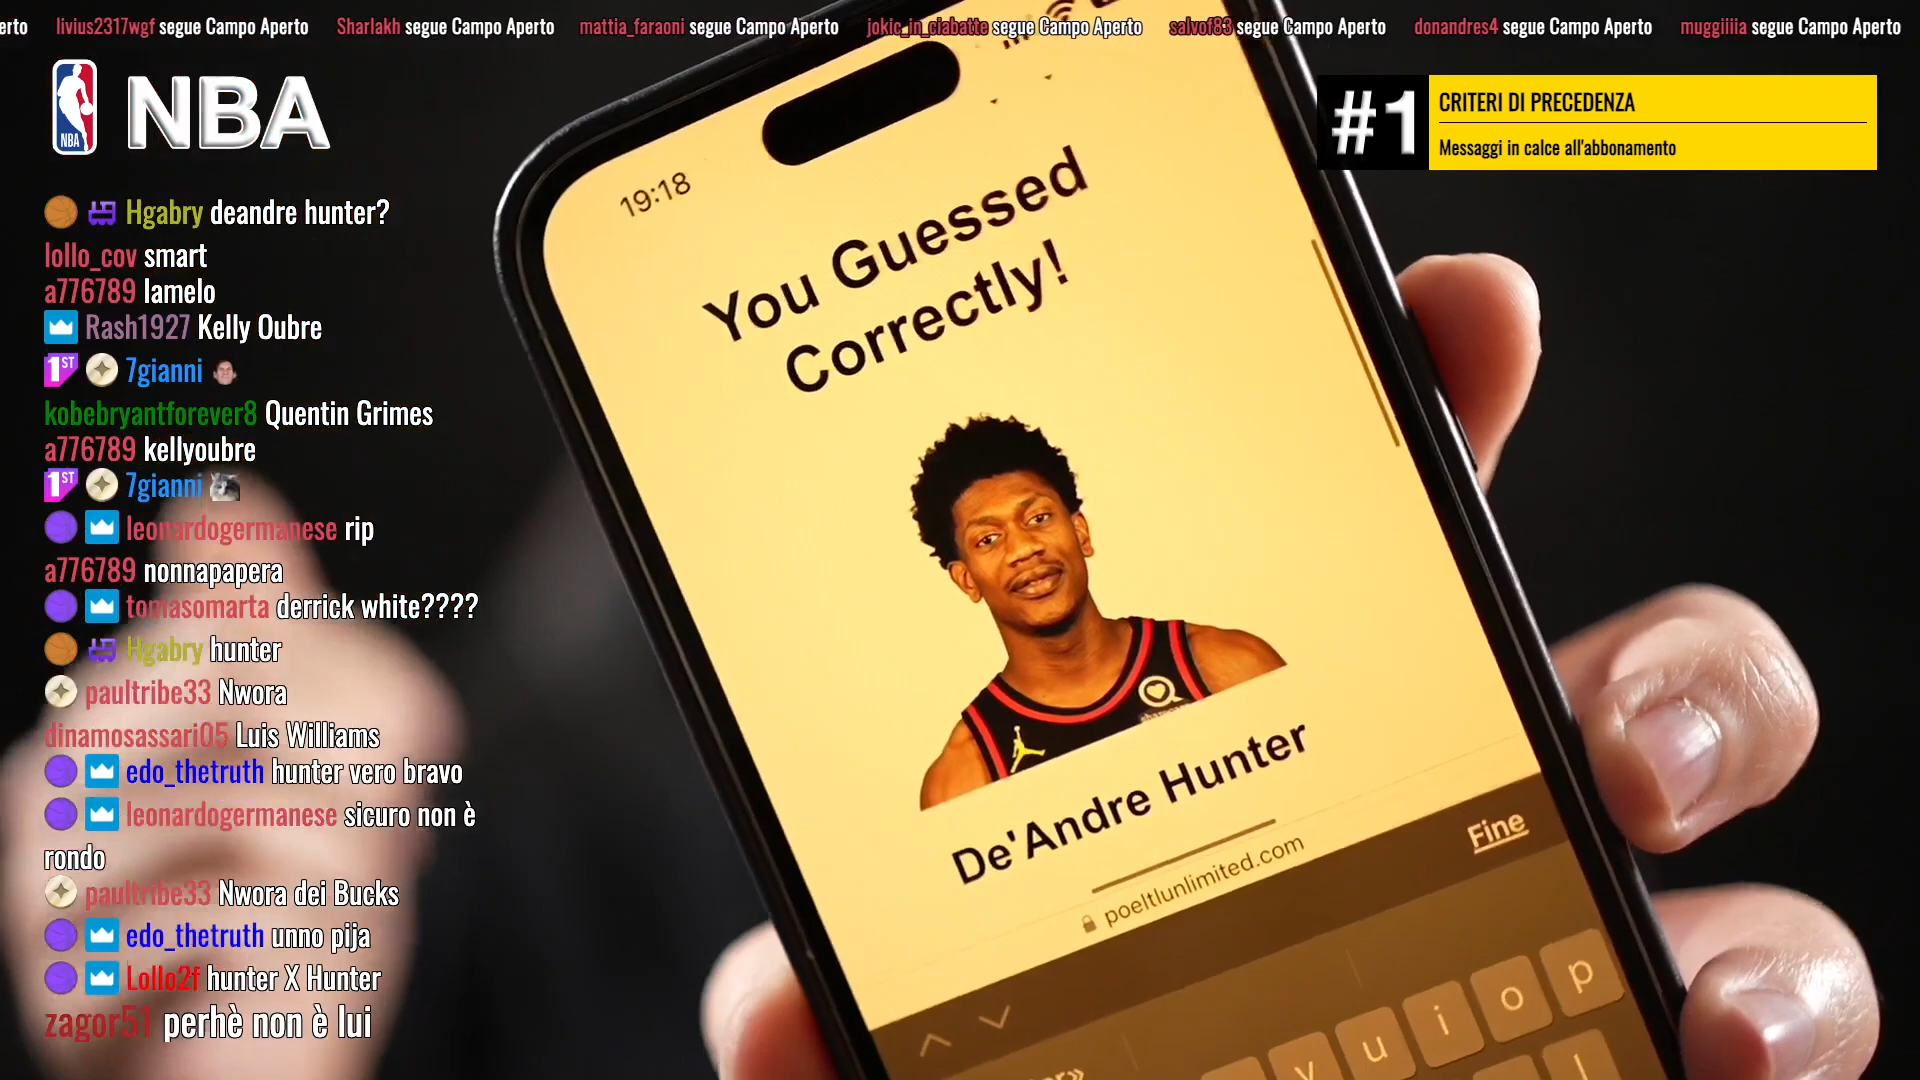 livius2317wgf segue Campo Aperto Sharlakh segue Campo Aperto mattia_faraoni segue Campo Aperto jokic_in_ciabatte segue Campo Aperto salvof83 segue Campo Aperto donandres4 segue Campo Aperto muggiiiia segue Campo Aperto
NBA NBA
#1 CRITERI DI PRECEDENZA
Messaggi in calce all'abbonamento
Hgabry deandre hunter?
lollo_cov smart
a776789 lamelo
Rash1927 Kelly Oubre
1ST 7gianni
kobebryantforever8 Quentin Grimes
a776789 kellyoubre
1ST 7gianni
leonardogermanese rip
a776789 nonnapapera
tomasomarta derrick white????
Hgabry hunter
paultribe33 Nwora
dinamosassari05 Luis Williams
edo_thetruth hunter vero bravo
leonardogermanese sicuro non è
rondo
paultribe33 Nwora dei Bucks
edo_thetruth unno pija
Lollo2f hunter X Hunter
zagor51 perhè non è lui
19:18
You Guessed
Correctly!
De'Andre Hunter
poeltlunlimited.com
Fine
y u i o p
l